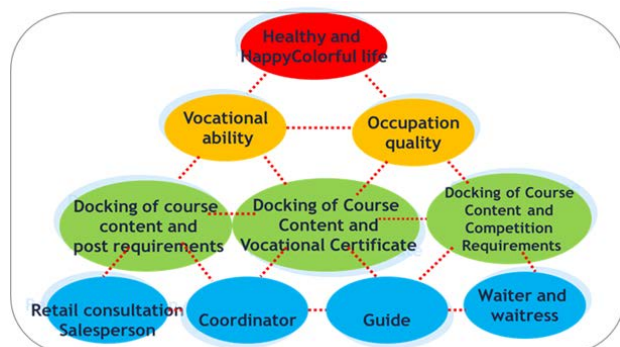 Healthy and
HappyColorful life
Vocational
ability
Occupation
quality
Docking of course
content and
post requirements
Docking of Course
Content and
Vocational Certificate
Docking of Course
Content and
Competition
Requirements
Retail consultation
Salesperson
Coordinator
Guide
Waiter and
waitress